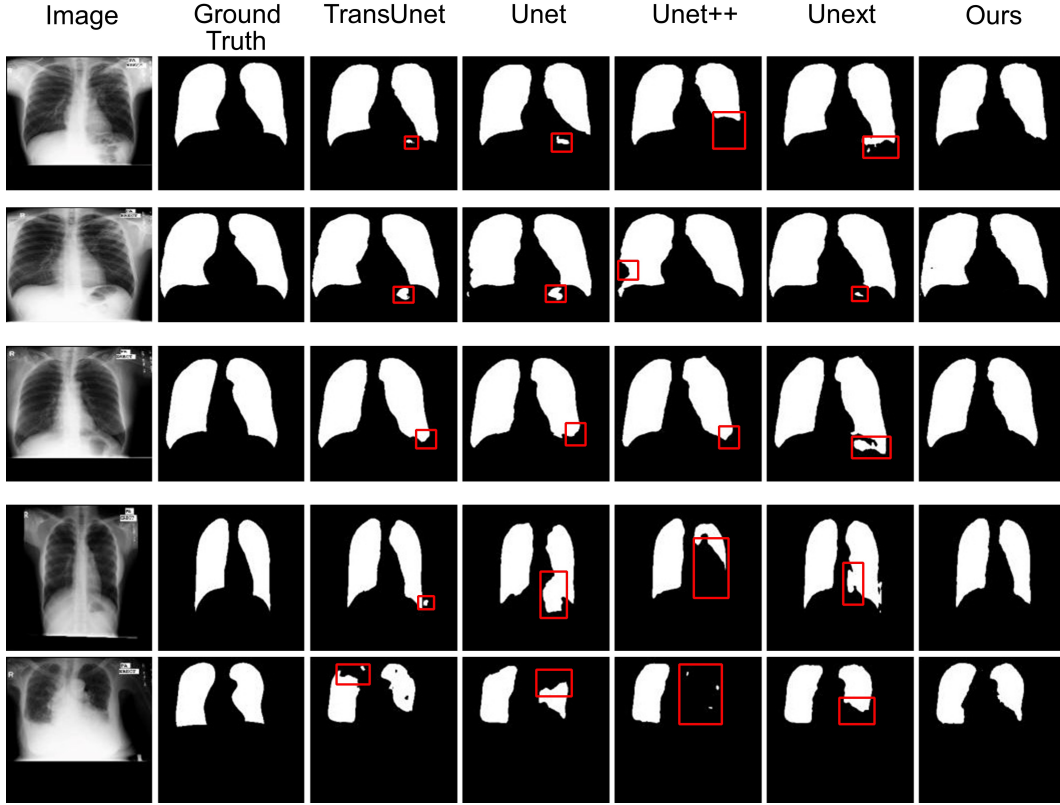 Image
Ground
Truth
TransUnet
Unet
Unet++
Unext
Ours
R
R
R
R